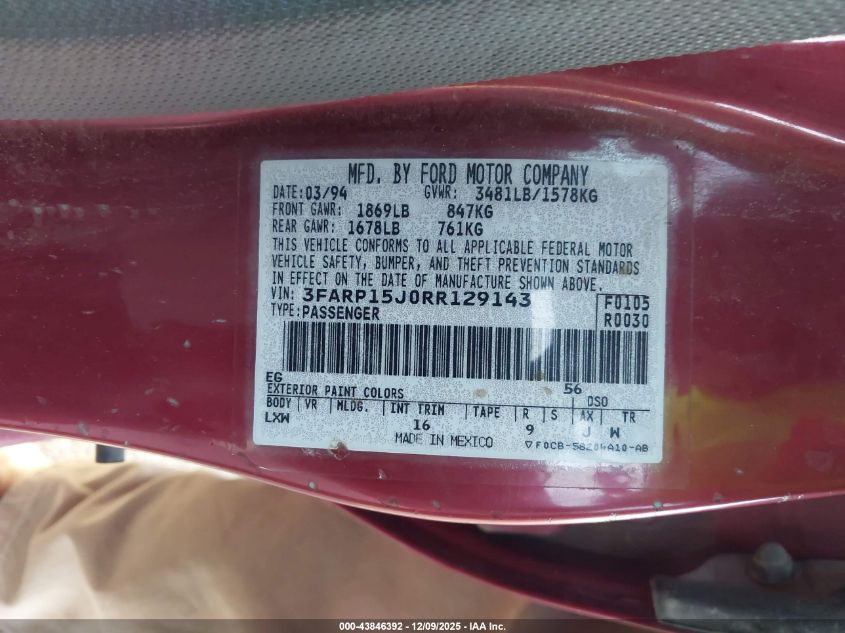 MFD. BY FORD MOTOR COMPANY
DATE: 03/94 GVWR: 3481LB/1578KG
FRONT GAWR: 1869LB 847KG
REAR GAWR: 1678LB 761KG
THIS VEHICLE CONFORMS TO ALL APPLICABLE FEDERAL MOTOR
VEHICLE SAFETY, BUMPER, AND THEFT PREVENTION STANDARDS
IN EFFECT ON THE DATE OF MANUFACTURE SHOWN ABOVE.
VIN: 3FARP15J0RR129143 F0105
TYPE: PASSENGER R0030
EG 56
EXTERIOR PAINT COLORS DSO
BODY VR MLDG. INT TRIM TAPE R S AX TR
LXW 16 9 J W
MADE IN MEXICO ▽F0CB-58204A10-AB
000-43846392 - 12/09/2025 - IAA Inc.